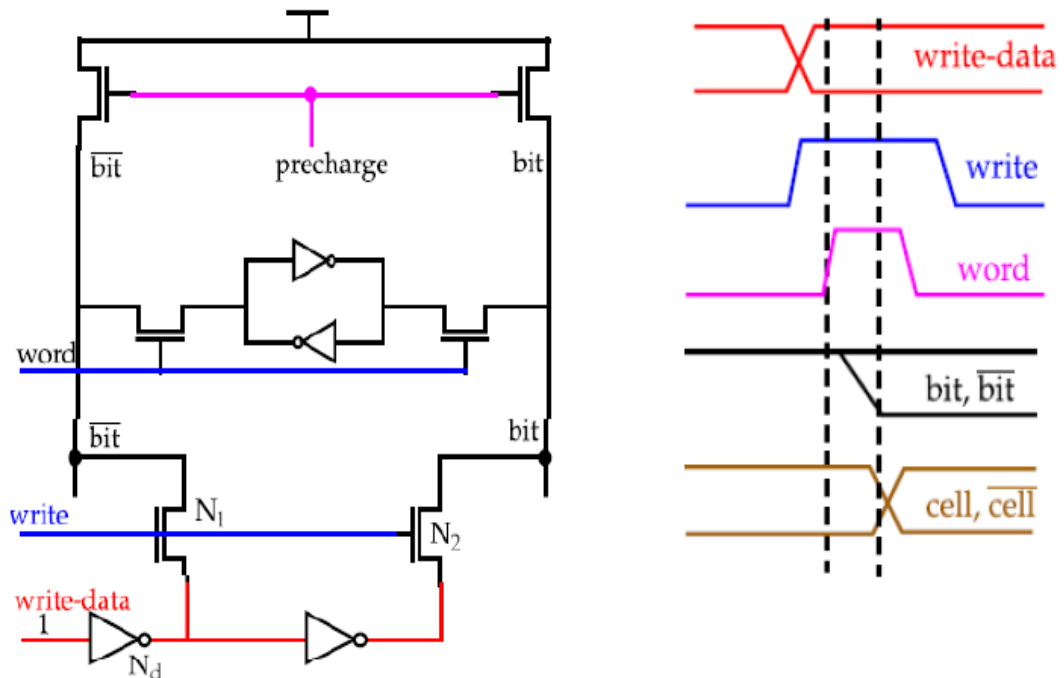 write-data
bit
bit
precharge
write
word
word
bit
bit
bit, bit
write
N1
N2
cell, cell
write-data
1
Nd